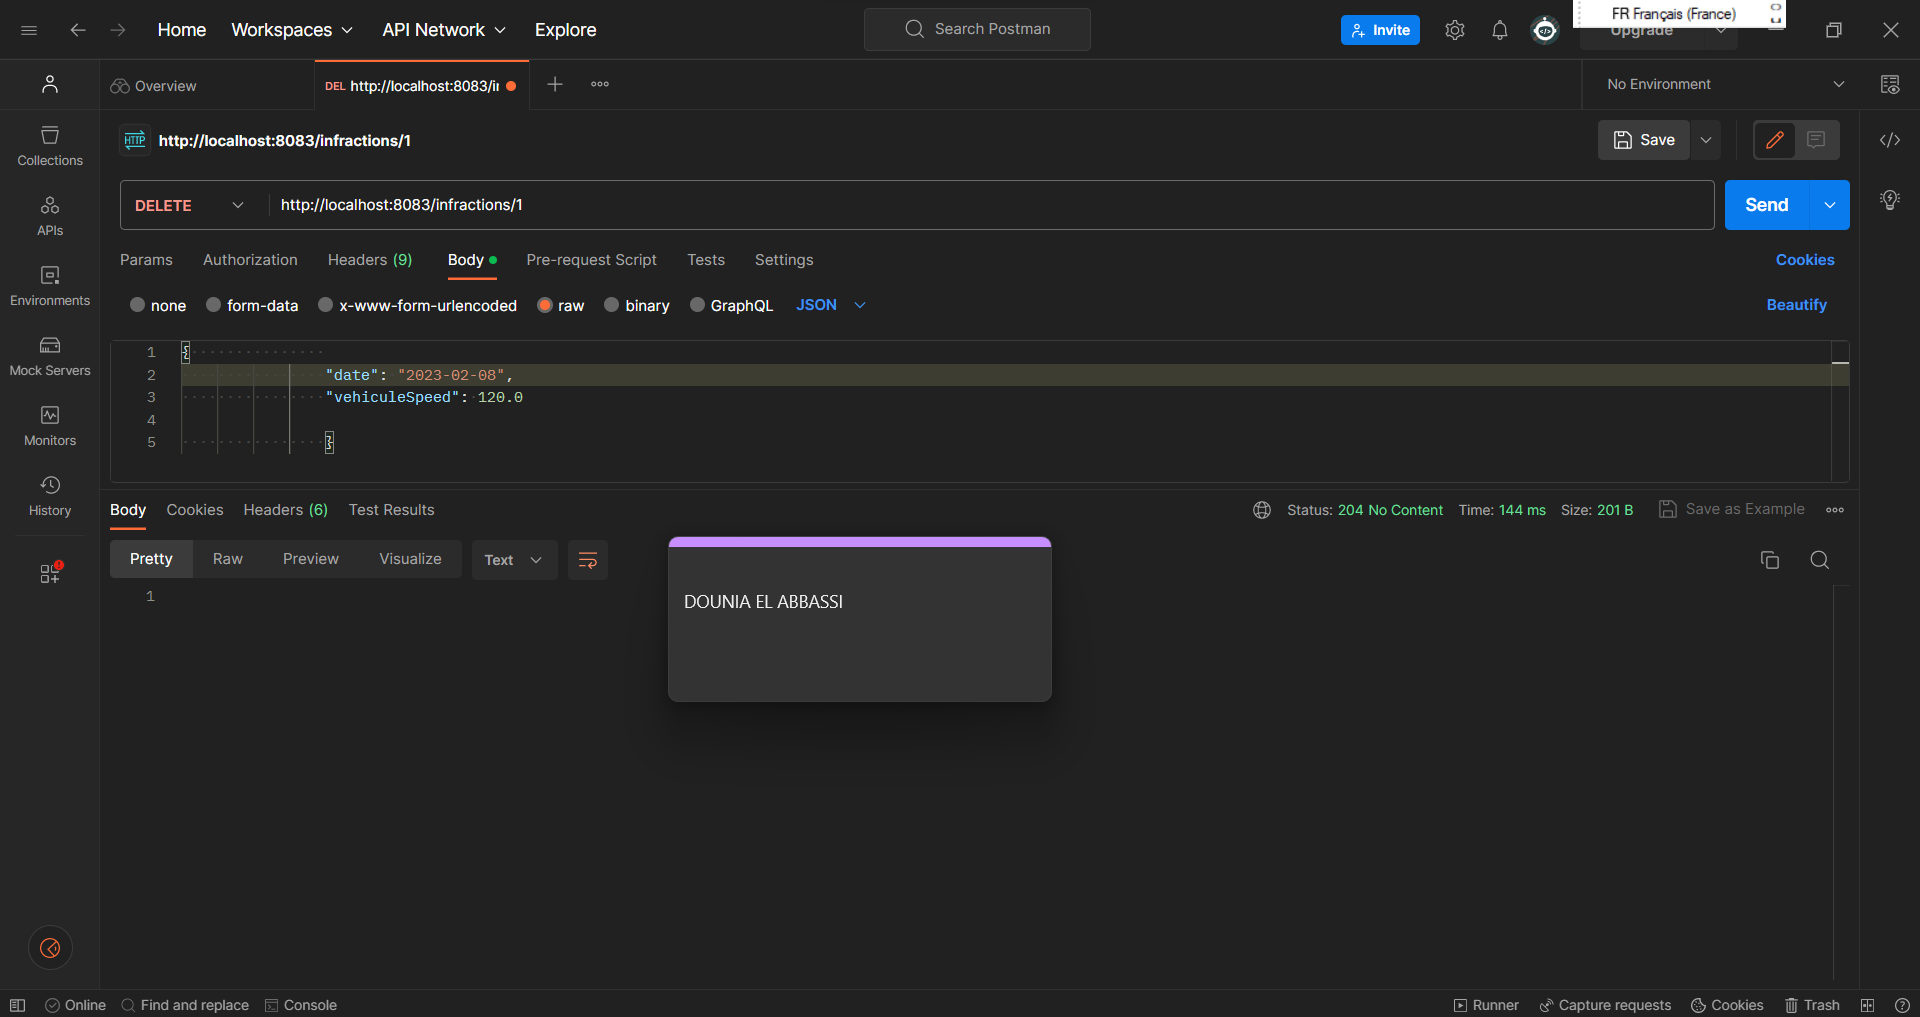 Home Workspaces API Network Explore Search Postman Invite Upgrade
FR Français (France)
Overview DEL http://localhost:8083/ir No Environment
HTTP http://localhost:8083/infractions/1 Save
Collections
APIs
Environments
Mock Servers
Monitors
History
DELETE http://localhost:8083/infractions/1 Send
Params Authorization Headers (9) Body Pre-request Script Tests Settings Cookies
none form-data x-www-form-urlencoded raw binary GraphQL JSON Beautify
1 {
2 "date": "2023-02-08",
3 "vehiculeSpeed": 120.0
4
5 }
Body Cookies Headers (6) Test Results Status: 204 No Content Time: 144 ms Size: 201 B Save as Example
Pretty Raw Preview Visualize Text
1
DOUNIA EL ABBASSI
Online Find and replace Console Runner Capture requests Cookies Trash